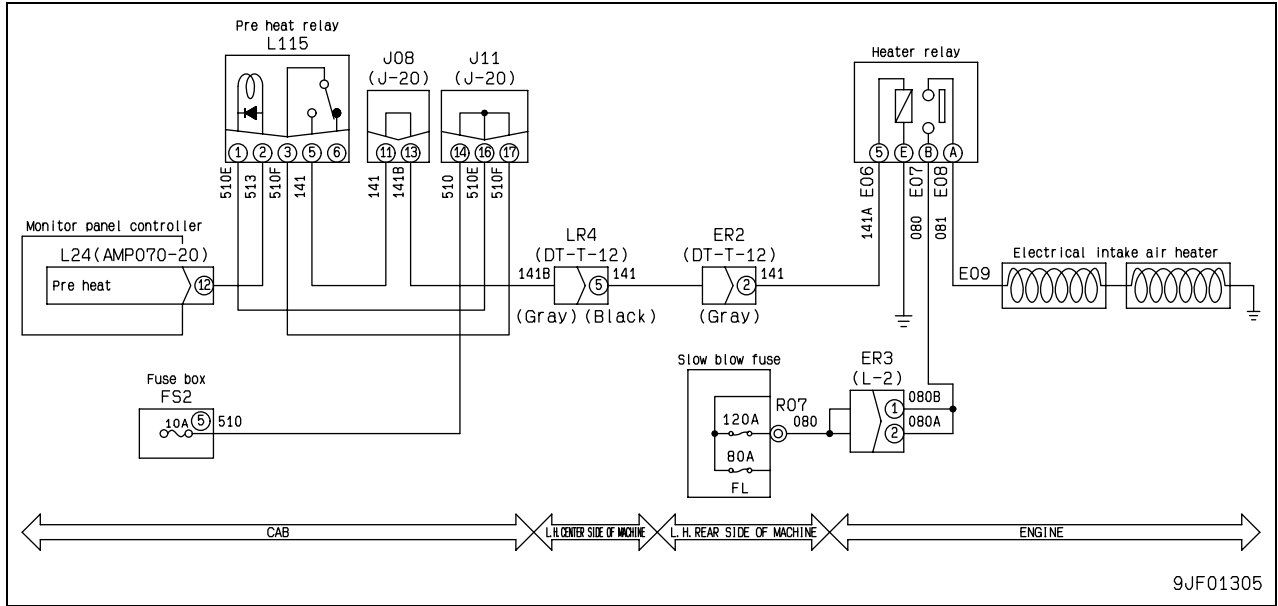 Pre heat relay
L115
J08
(J-20)
J11
(J-20)
Heater relay
1 2 3 5 6
11 13
14 16 17
5 E B A
510E
513
510F
141
141
141B
510
510E
510F
141A
E06
080
E07
081
E08
Monitor panel controller
L24(AMP070-20)
Pre heat
12
LR4
(DT-T-12)
141B
5
141
(Gray) (Black)
ER2
(DT-T-12)
2
141
(Gray)
Electrical intake air heater
E09
Fuse box
FS2
10A
5
510
Slow blow fuse
120A
80A
FL
R07
080
ER3
(L-2)
1
080B
2
080A
CAB
L.H.CENTER SIDE OF MACHINE
L.H.REAR SIDE OF MACHINE
ENGINE
9JF01305